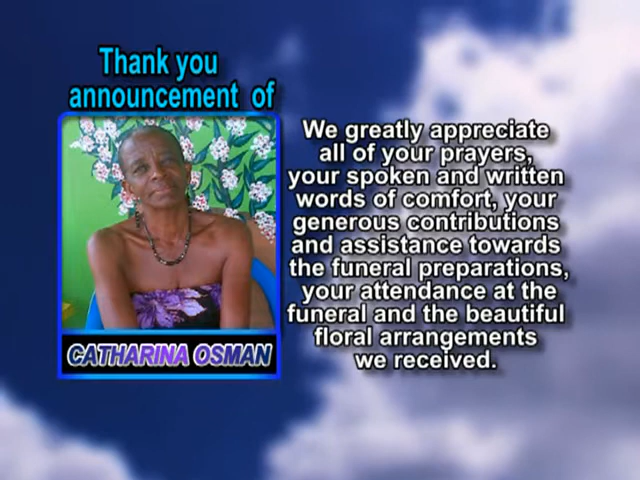 Thank you
announcement of
CATHARINA OSMAN
We greatly appreciate
all of your prayers,
your spoken and written
words of comfort, your
generous contributions
and assistance towards
the funeral preparations,
your attendance at the
funeral and the beautiful
floral arrangements
we received.